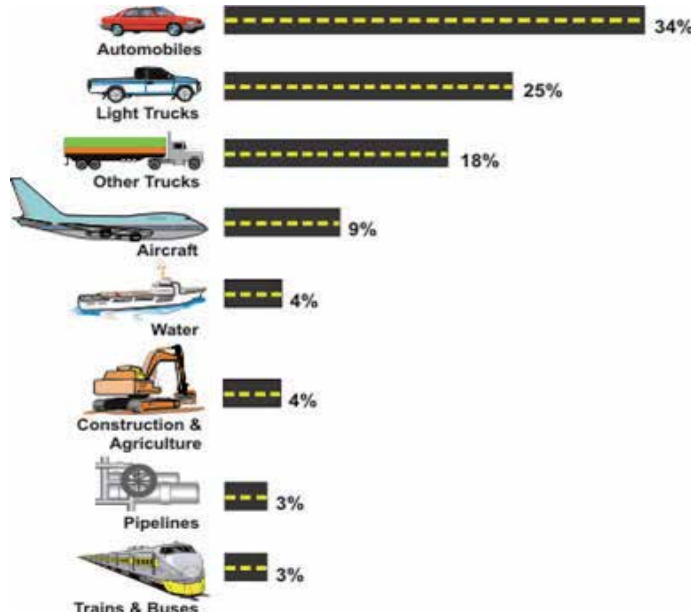 34%
Automobiles
25%
Light Trucks
18%
Other Trucks
9%
Aircraft
4%
Water
4%
Construction &
Agriculture
3%
Pipelines
3%
Trains & Buses